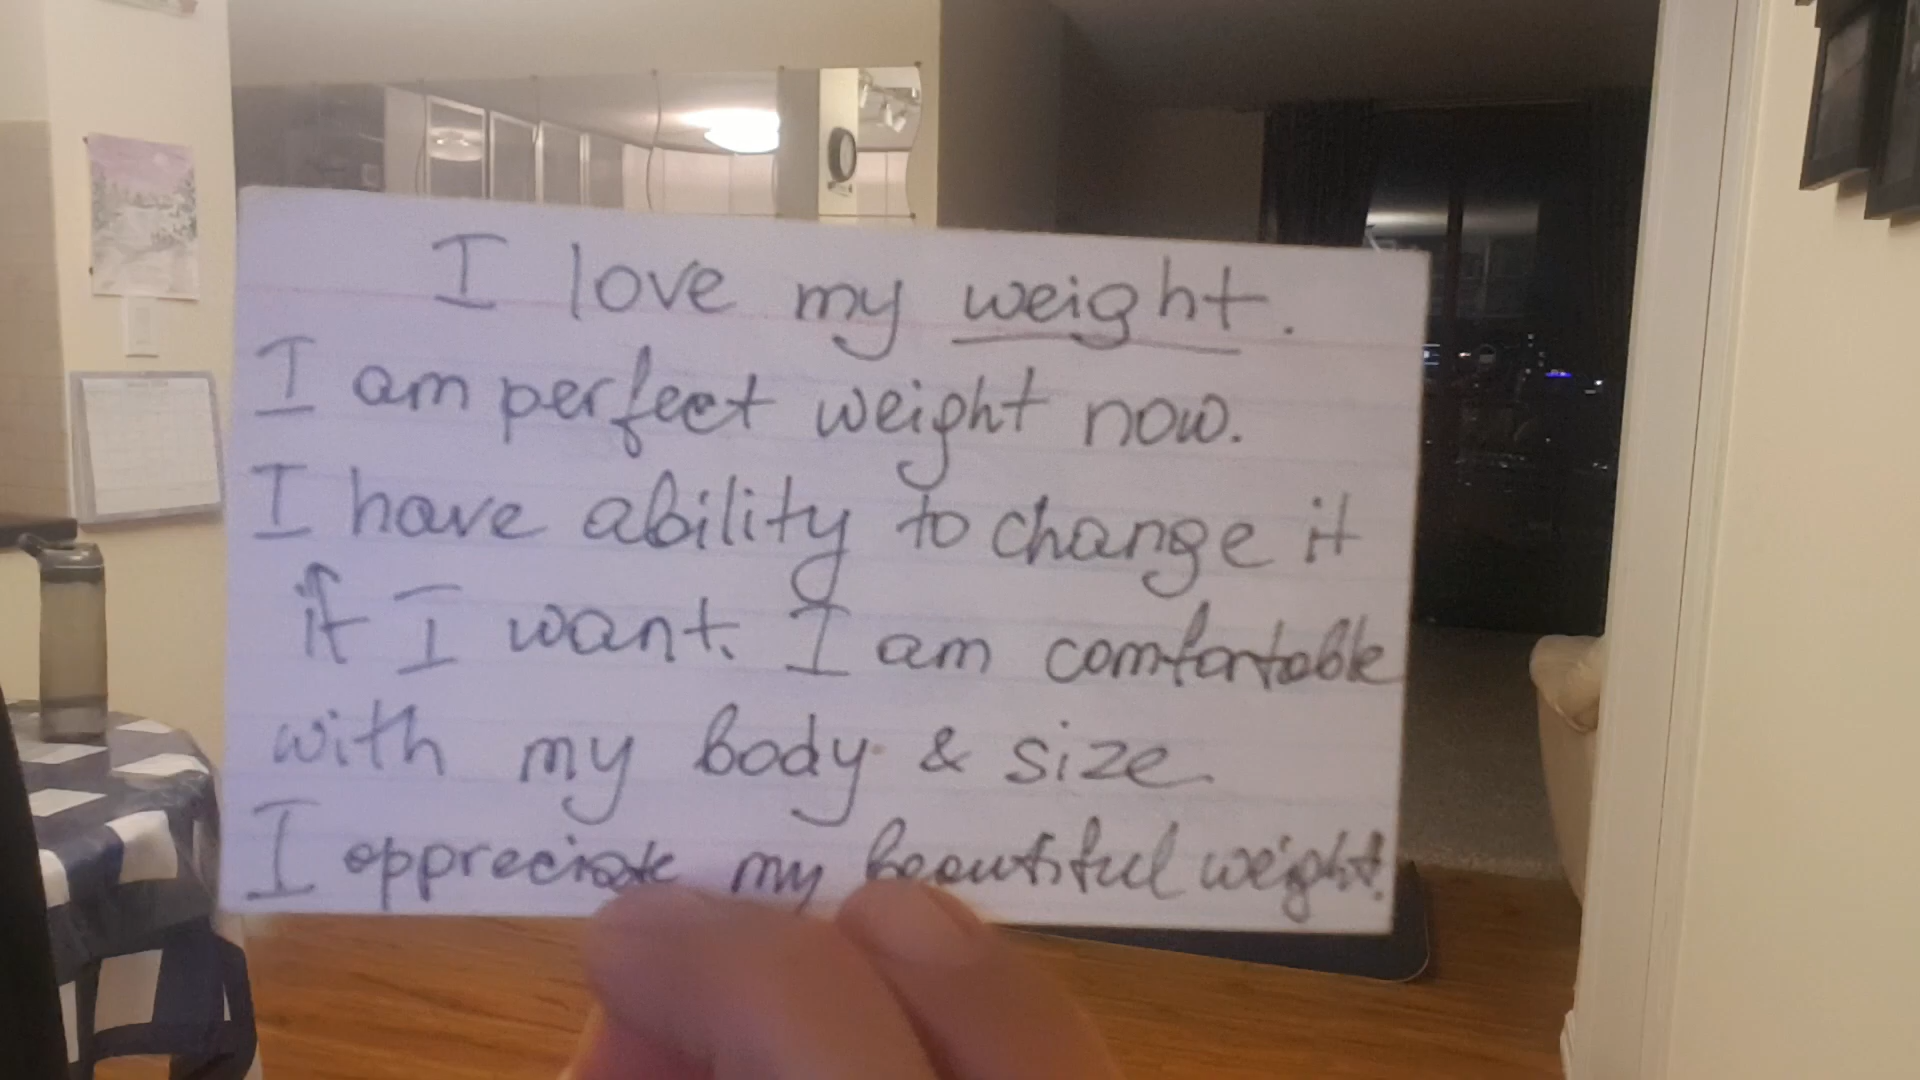 I love my weight.
I am perfect weight now.
I have ability to change it
if I want. I am comfortable
with my body & size.
I appreciate my beautiful weight.